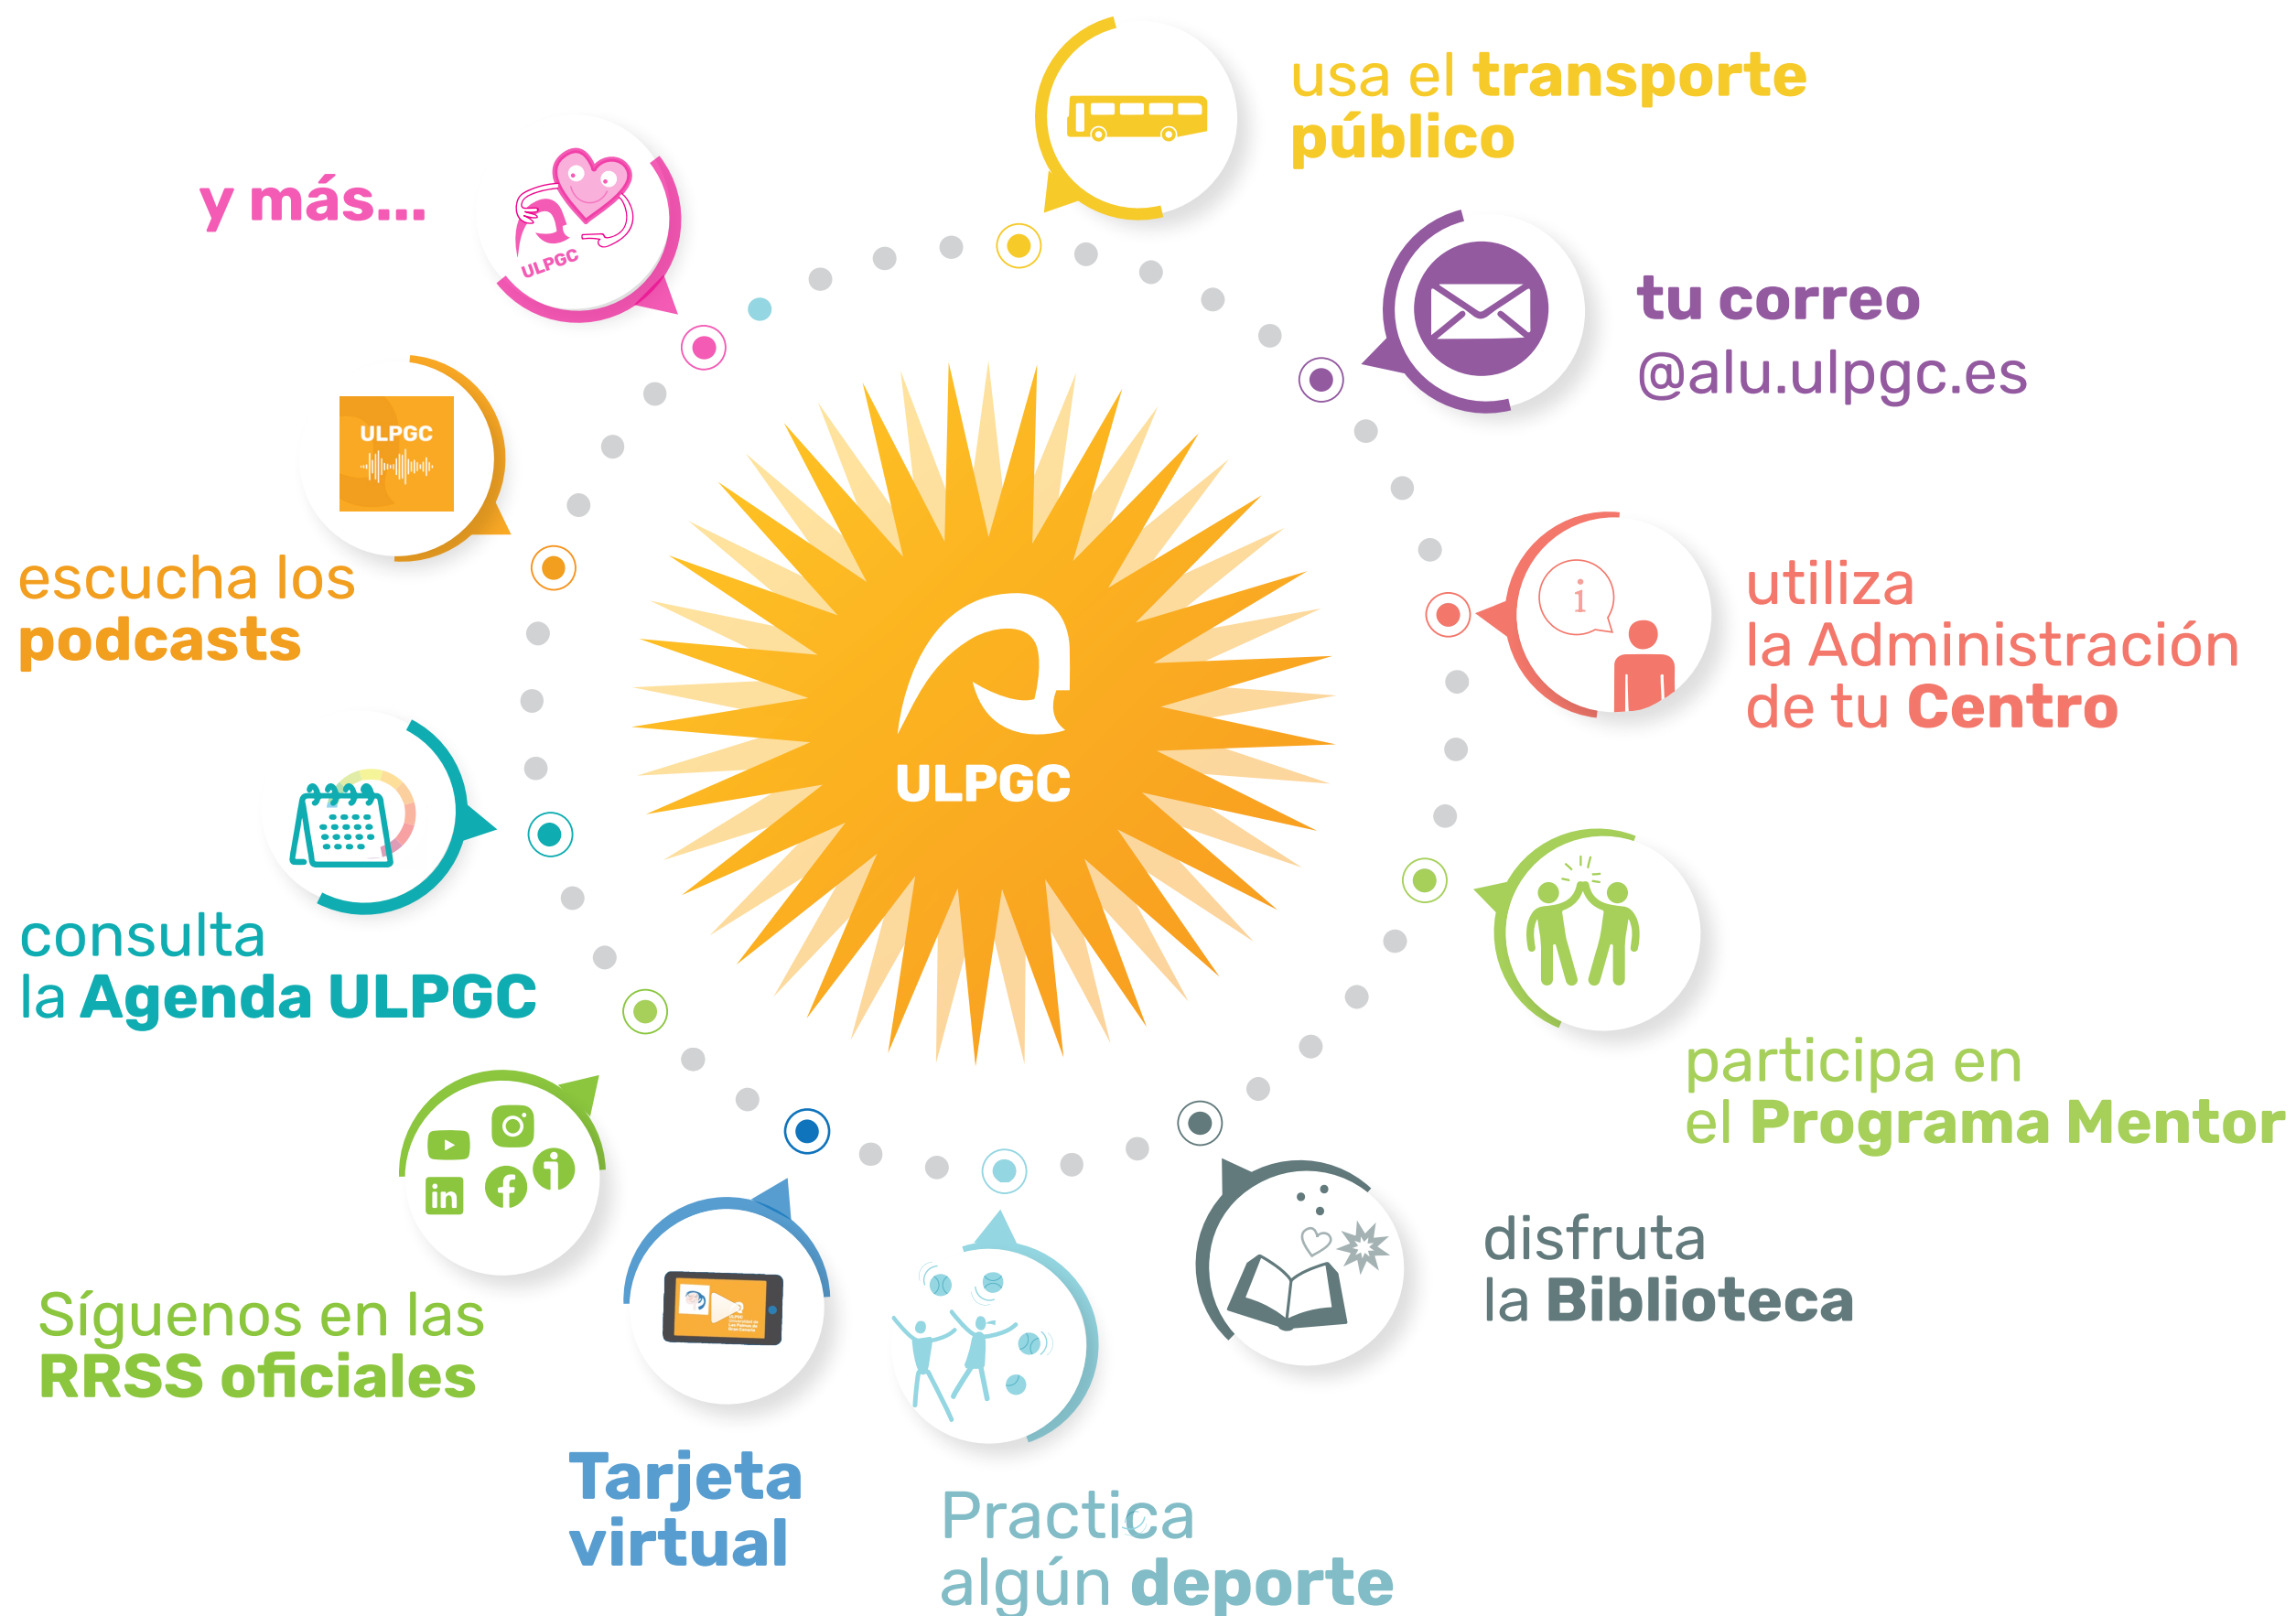 usa el transporte
público
tu correo
@alu.ulpgc.es
i
utiliza
la Administración
de tu Centro
participa en
el Programa Mentor
disfruta
la Biblioteca
Practica
algún deporte
Tarjeta
virtual
Síguenos en las
RRSS oficiales
in
f
consulta
la Agenda ULPGC
ULPGC
escucha los
podcasts
y más...
ULPGC
ULPGC